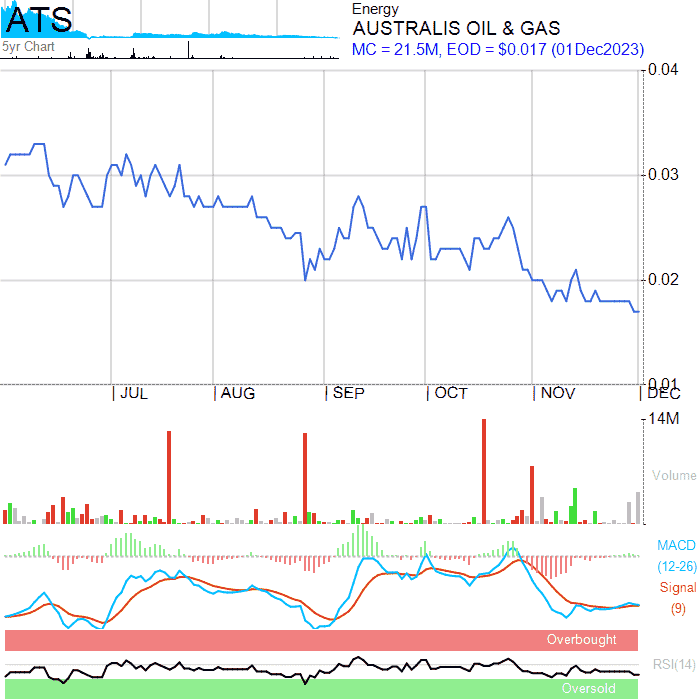 ATS
5yr Chart
Energy
AUSTRALIS OIL & GAS
MC = 21.5M, EOD = $0.017 (01Dec2023)
0.04
0.03
0.02
0.01
JUL AUG SEP OCT NOV DEC
14M
Volume
MACD
(12-26)
Signal
(9)
Overbought
RSI(14)
Oversold